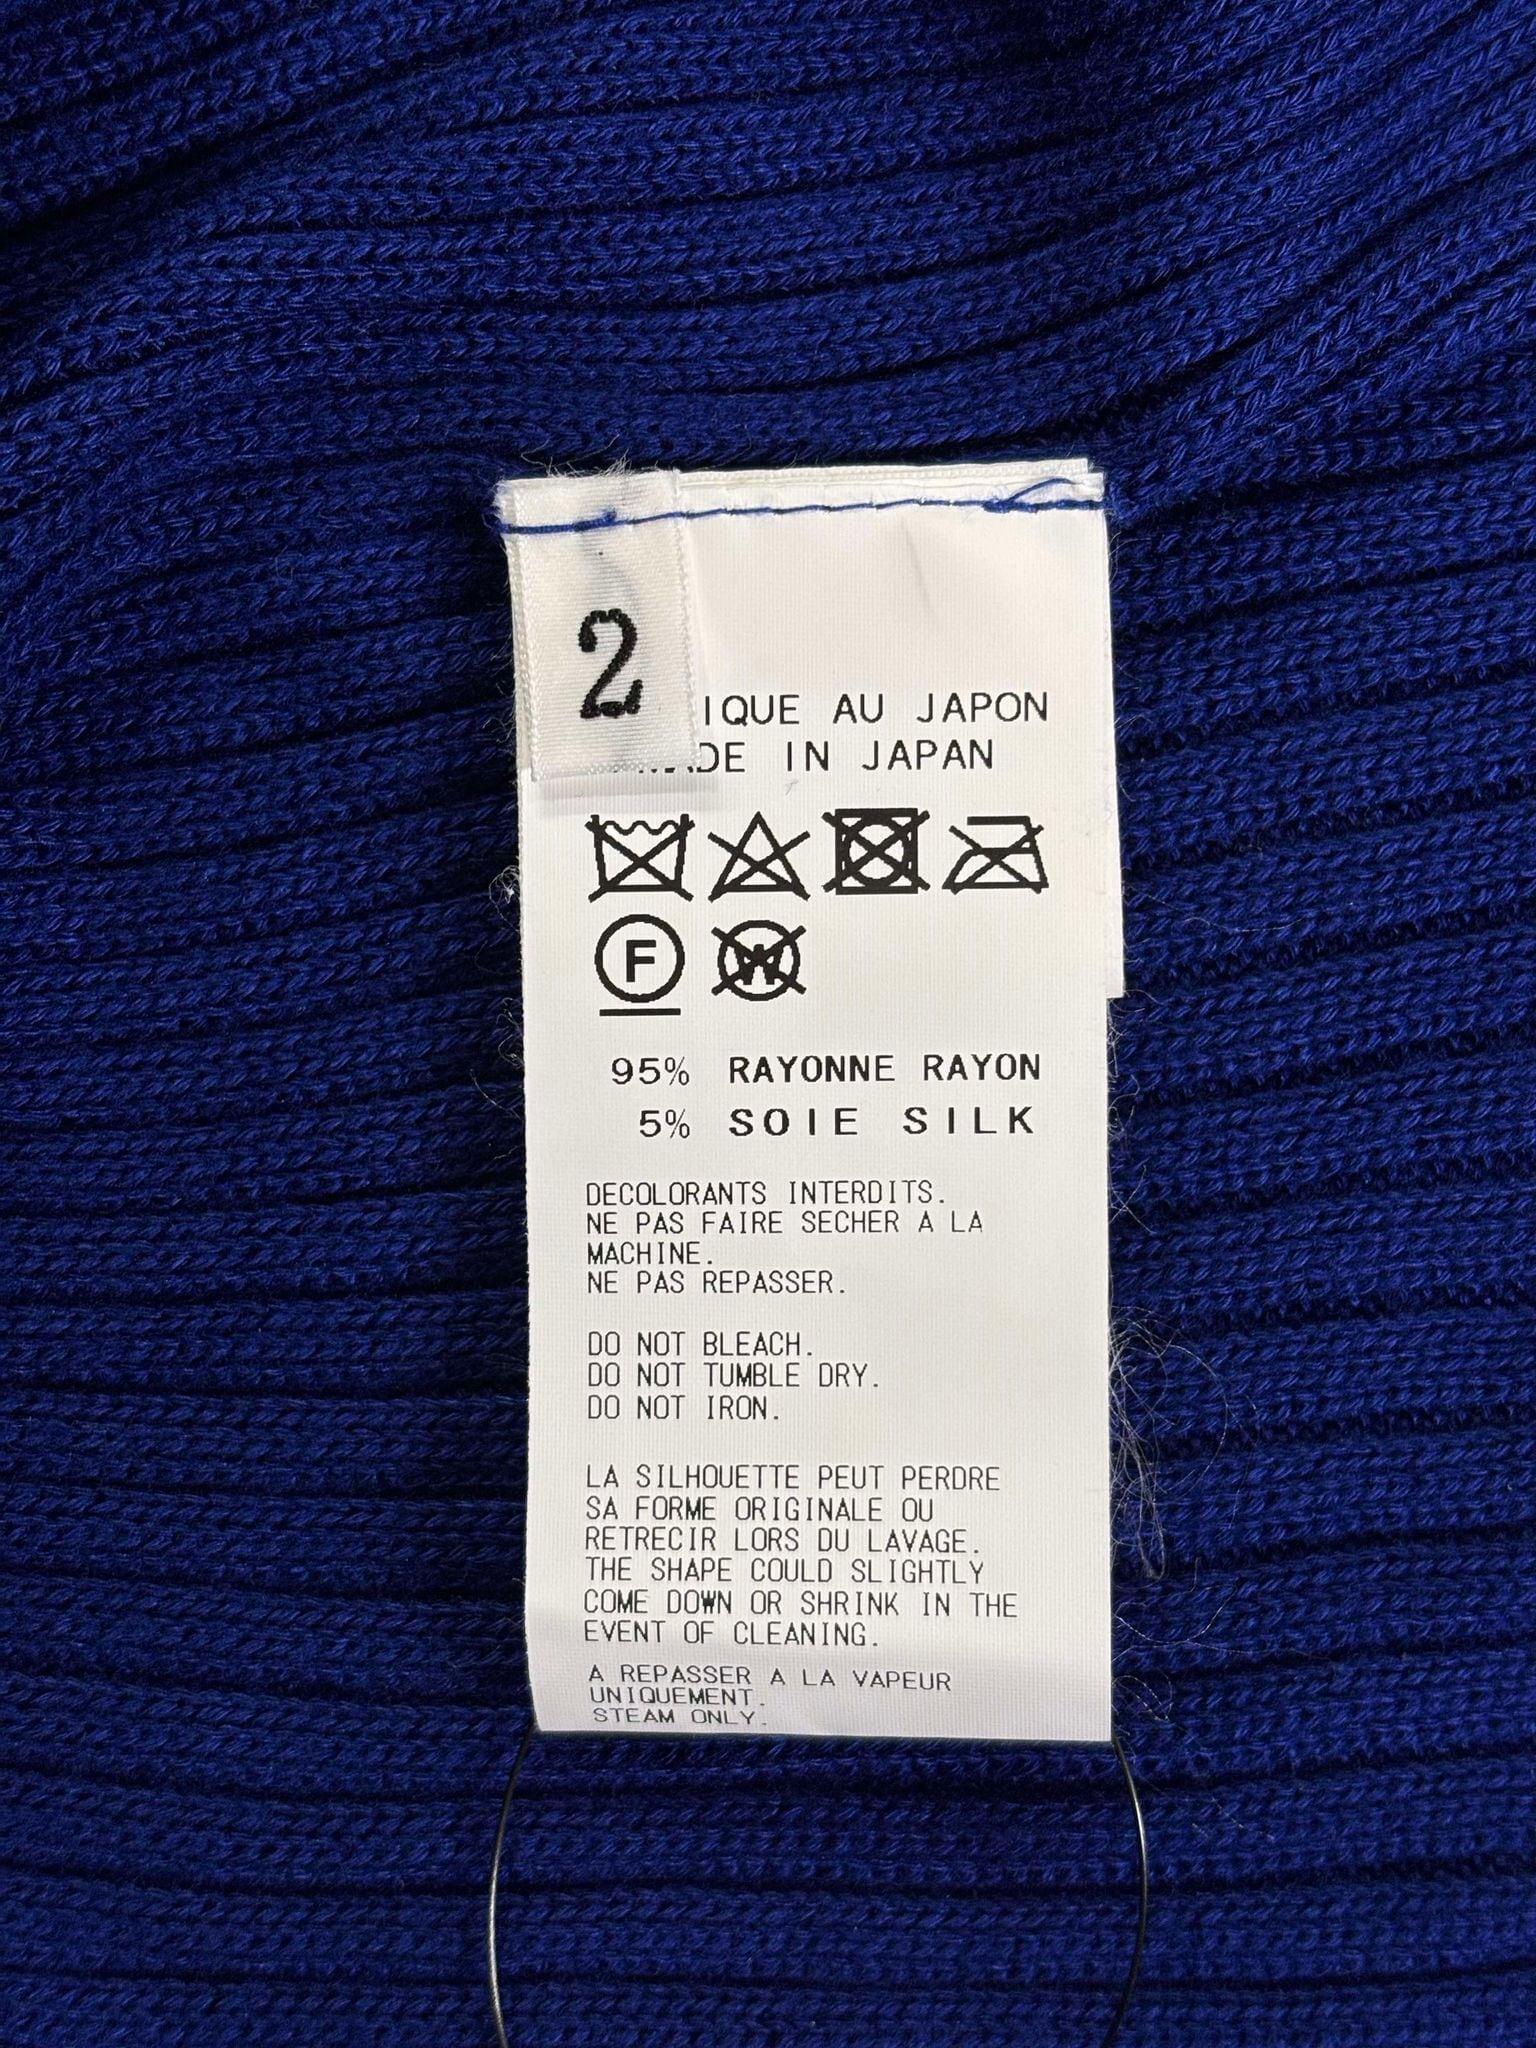 2
IQUE AU JAPON
MADE IN JAPAN
F
W
95% RAYONNE RAYON
5% SOIE SILK
DECOLORANTS INTERDITS.
NE PAS FAIRE SECHER A LA
MACHINE.
NE PAS REPASSER.
DO NOT BLEACH.
DO NOT TUMBLE DRY.
DO NOT IRON.
LA SILHOUETTE PEUT PERDRE
SA FORME ORIGINALE OU
RETRECIR LORS DU LAVAGE.
THE SHAPE COULD SLIGHTLY
COME DOWN OR SHRINK IN THE
EVENT OF CLEANING.
A REPASSER A LA VAPEUR
UNIQUEMENT.
STEAM ONLY.